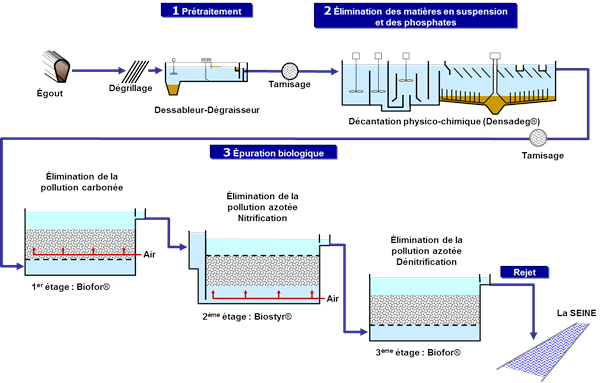 1 Prétraitement
2 Élimination des matières en suspension
et des phosphates
Égout
Dégrillage
Dessableur-Dégraisseur
Tamisage
Décantation physico-chimique (Densadeg®)
Tamisage
3 Épuration biologique
Élimination de la
pollution carbonée
Air
1er étage : Biofor®
Élimination de la
pollution azotée
Nitrification
Air
2ème étage : Biostyr®
Élimination de la
pollution azotée
Dénitrification
3ème étage : Biofor®
Rejet
La SEINE